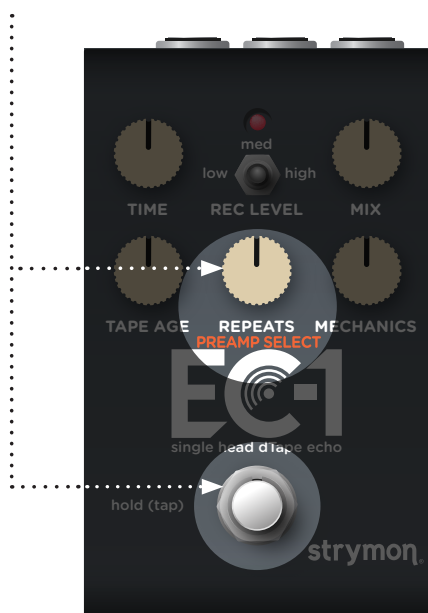 med
low high
TIME REC LEVEL MIX
TAPE AGE REPEATS MECHANICS
PREAMP SELECT
EC-1
single head dTape echo
hold (tap)
strymon®